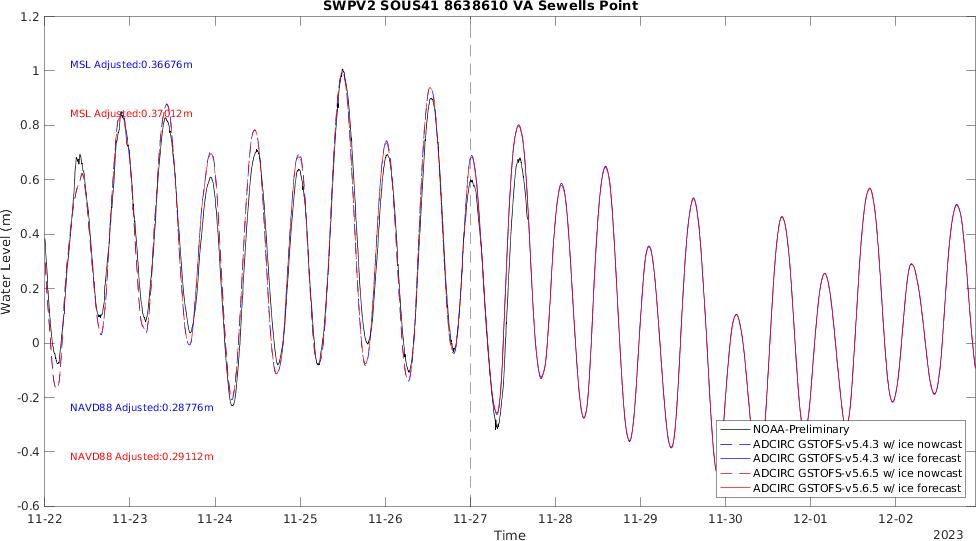 SWPV2 SOUS41 8638610 VA Sewells Point
1.2
1
0.8
0.6
0.4
0.2
0
-0.2
-0.4
-0.6
Water Level (m)
MSL Adjusted:0.36676m
MSL Adjusted:0.37012m
NAVD88 Adjusted:0.28776m
NAVD88 Adjusted:0.29112m
NOAA-Preliminary
ADCIRC GSTOFS-v5.4.3 w/ ice nowcast
ADCIRC GSTOFS-v5.4.3 w/ ice forecast
ADCIRC GSTOFS-v5.6.5 w/ ice nowcast
ADCIRC GSTOFS-v5.6.5 w/ ice forecast
11-22 11-23 11-24 11-25 11-26 11-27 11-28 11-29 11-30 12-01 12-02
Time
2023